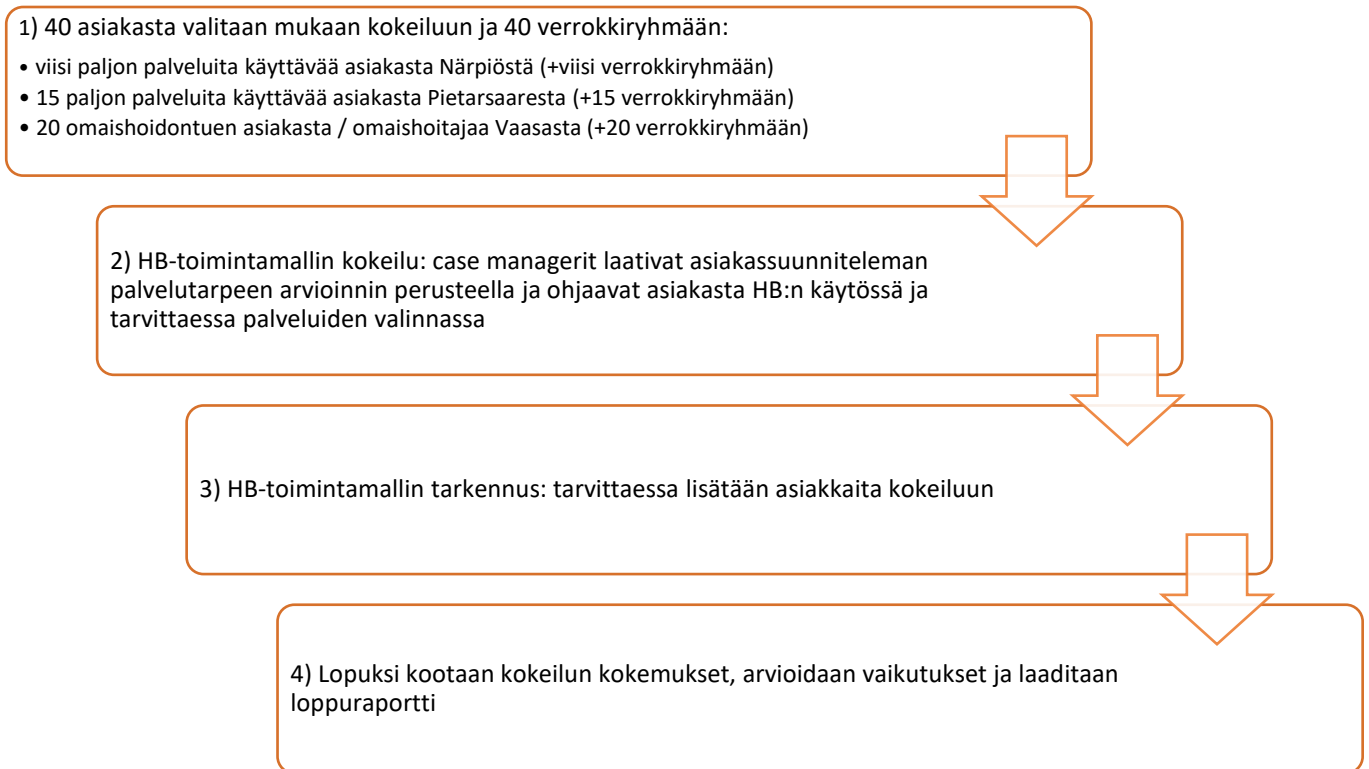 1) 40 asiakasta valitaan mukaan kokeiluun ja 40 verrokkiryhmään:
• viisi paljon palveluita käyttävää asiakasta Närpiöstä (+viisi verrokkiryhmään)
• 15 paljon palveluita käyttävää asiakasta Pietarsaaresta (+15 verrokkiryhmään)
• 20 omaishoidontuen asiakasta / omaishoitajaa Vaasasta (+20 verrokkiryhmään)
2) HB-toimintamallin kokeilu: case managerit laativat asiakassuunniteleman
palvelutarpeen arvioinnin perusteella ja ohjaavat asiakasta HB:n käytössä ja
tarvittaessa palveluiden valinnassa
3) HB-toimintamallin tarkennus: tarvittaessa lisätään asiakkaita kokeiluun
4) Lopuksi kootaan kokeilun kokemukset, arvioidaan vaikutukset ja laaditaan
loppuraportti